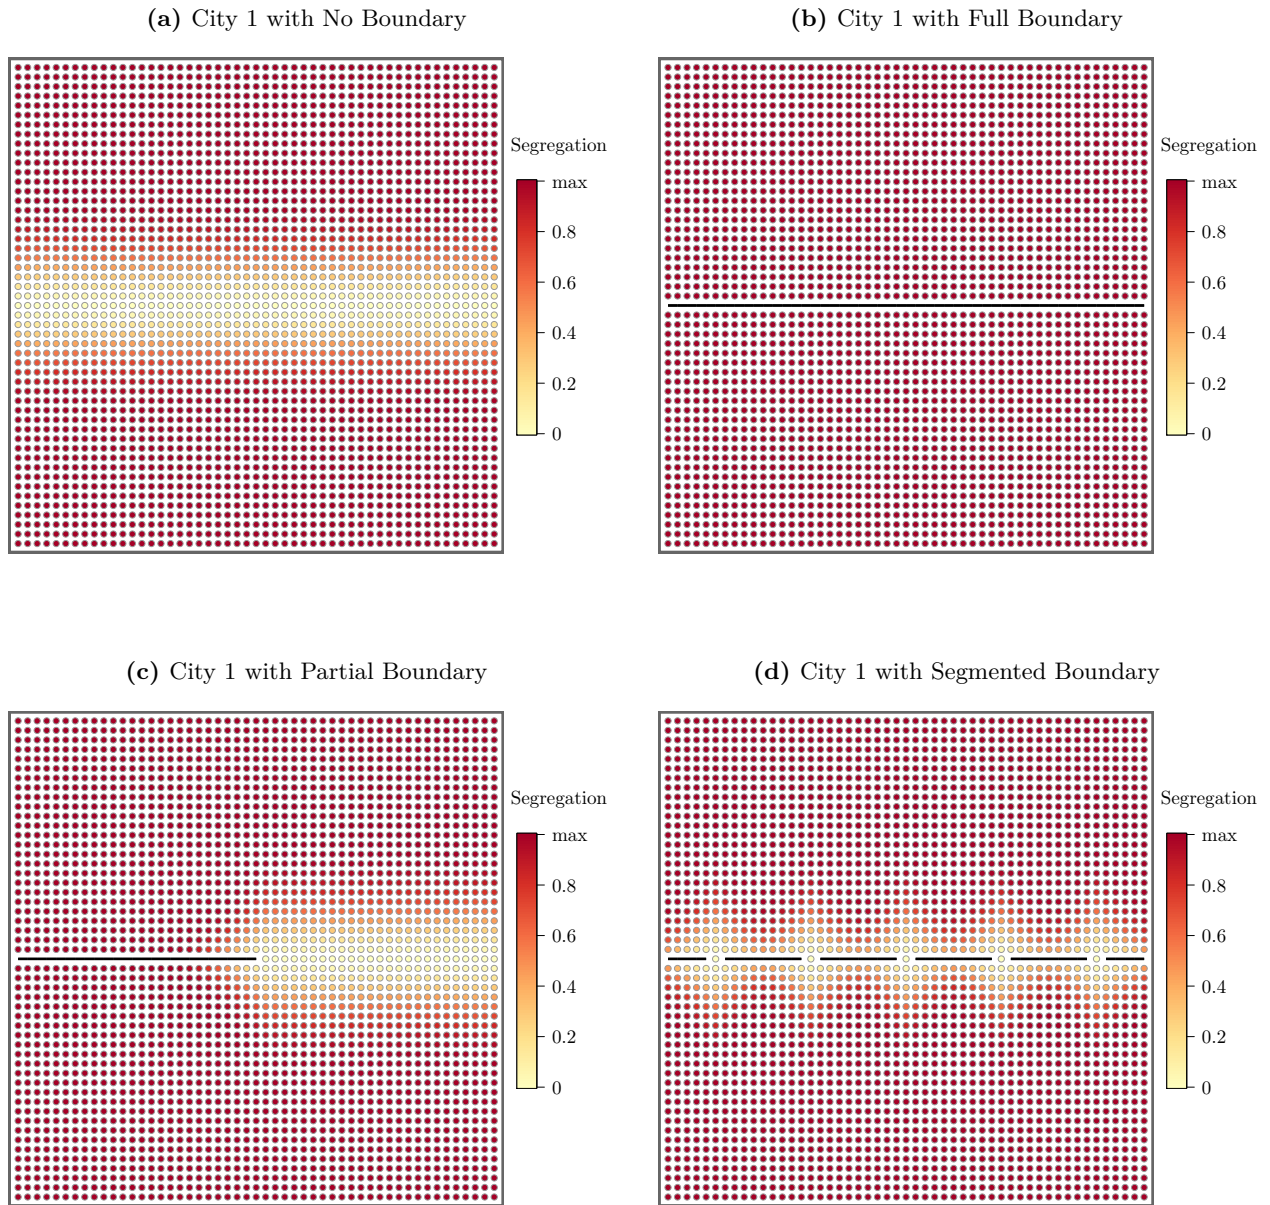 (a) City 1 with No Boundary
(b) City 1 with Full Boundary
Segregation
max
0.8
0.6
0.4
0.2
0
Segregation
max
0.8
0.6
0.4
0.2
0
(c) City 1 with Partial Boundary
(d) City 1 with Segmented Boundary
Segregation
max
0.8
0.6
0.4
0.2
0
Segregation
max
0.8
0.6
0.4
0.2
0